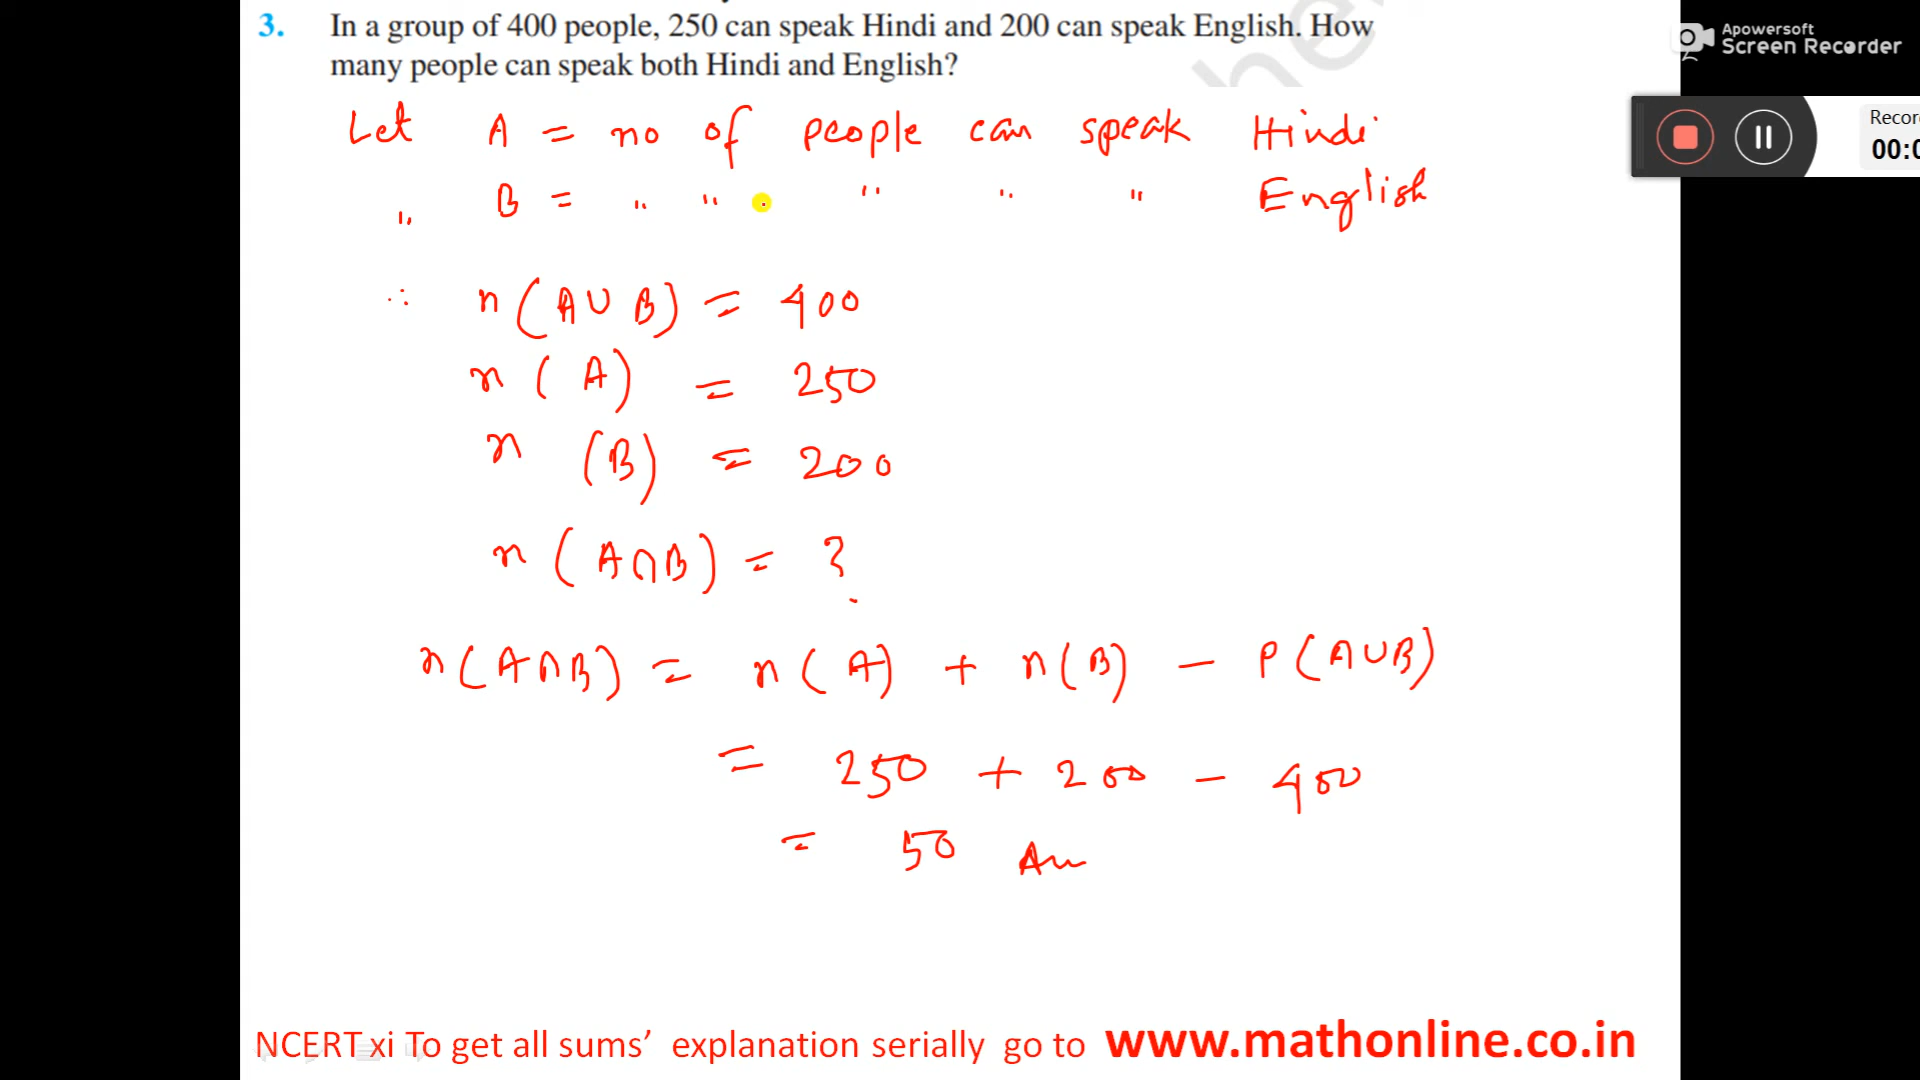 3. In a group of 400 people, 250 can speak Hindi and 200 can speak English. How
many people can speak both Hindi and English?
Let A = no of people can speak Hindi
" B = " " " " " English
∴ n(A∪B) = 400
n(A) = 250
n(B) = 200
n(A∩B) = ?
n(A∩B) = n(A) + n(B) - P(A∪B)
= 250 + 200 - 400
= 50 An
NCERT xi To get all sums’ explanation serially go to www.mathonline.co.in
Apowersoft
Screen Recorder